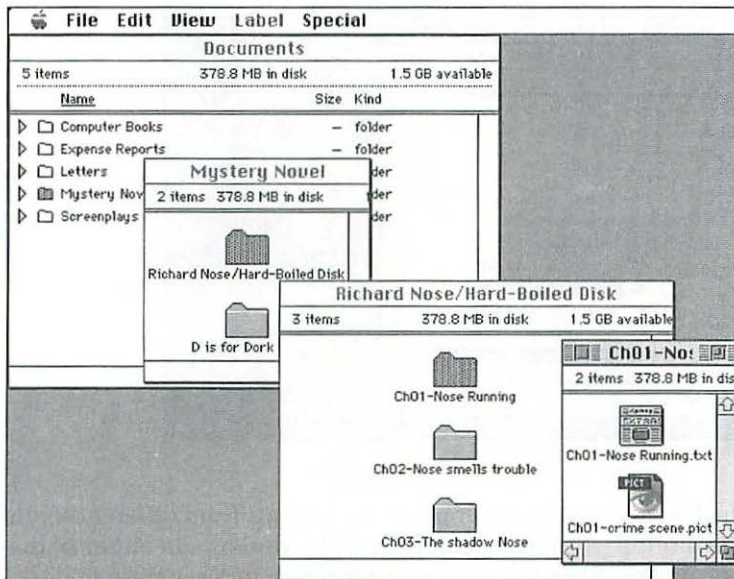 File Edit View Label Special
Documents
5 items 378.8 MB in disk 1.5 GB available
Name Size Kind
Computer Books – folder
Expense Reports – folder
Letters der
Mystery Nov der
Screenplays der
Mystery Novel
2 items 378.8 MB in disk
Richard Nose/Hard-Boiled Disk
D is for Dork
Richard Nose/Hard-Boiled Disk
3 items 378.8 MB in disk 1.5 GB available
Ch01-Nose Running
Ch02-Nose smells trouble
Ch03-The shadow Nose
Ch01-Nos
2 items 378.8 MB in dis
EXTRA!
Ch01-Nose Running.txt
PICT
Ch01-crime scene.pict